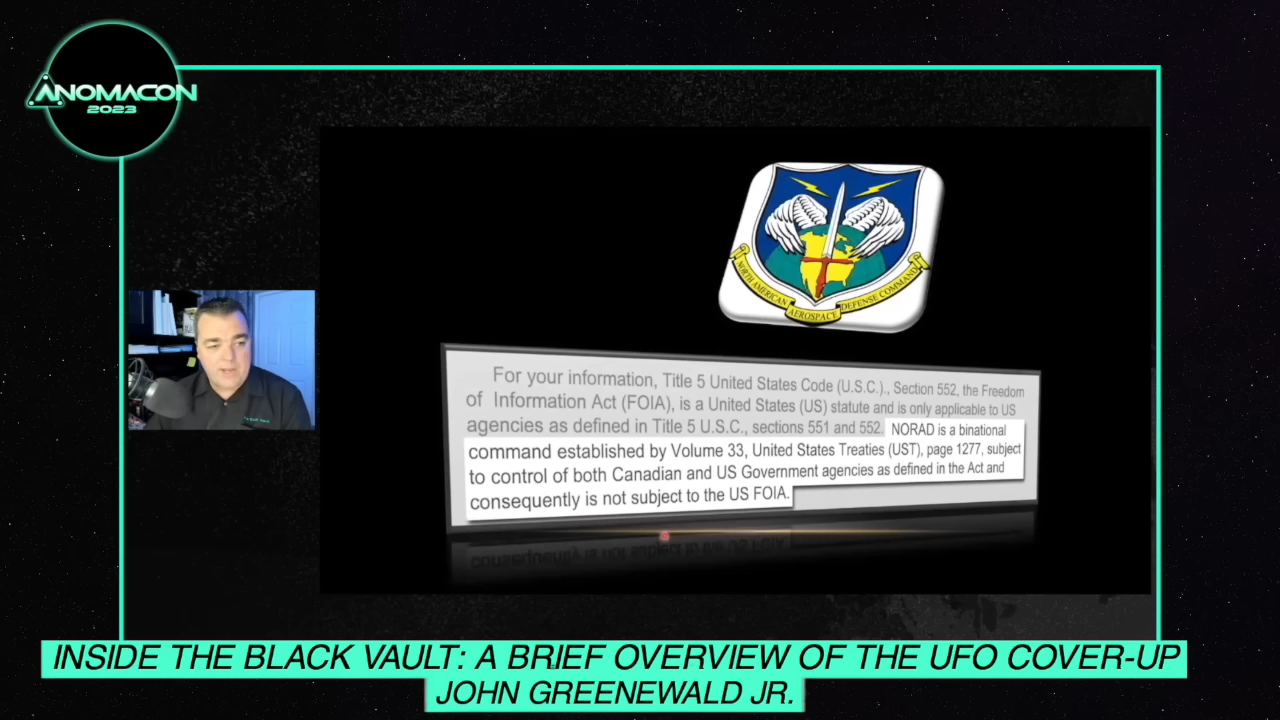 ANOMACON
2023
NORTH AMERICAN
AEROSPACE
DEFENSE COMMAND
For your information, Title 5 United States Code (U.S.C.)., Section 552, the Freedom
of Information Act (FOIA), is a United States (US) statute and is only applicable to US
agencies as defined in Title 5 U.S.C., sections 551 and 552. NORAD is a binational
command established by Volume 33, United States Treaties (UST), page 1277, subject
to control of both Canadian and US Government agencies as defined in the Act and
consequently is not subject to the US FOIA.
INSIDE THE BLACK VAULT: A BRIEF OVERVIEW OF THE UFO COVER-UP
JOHN GREENEWALD JR.